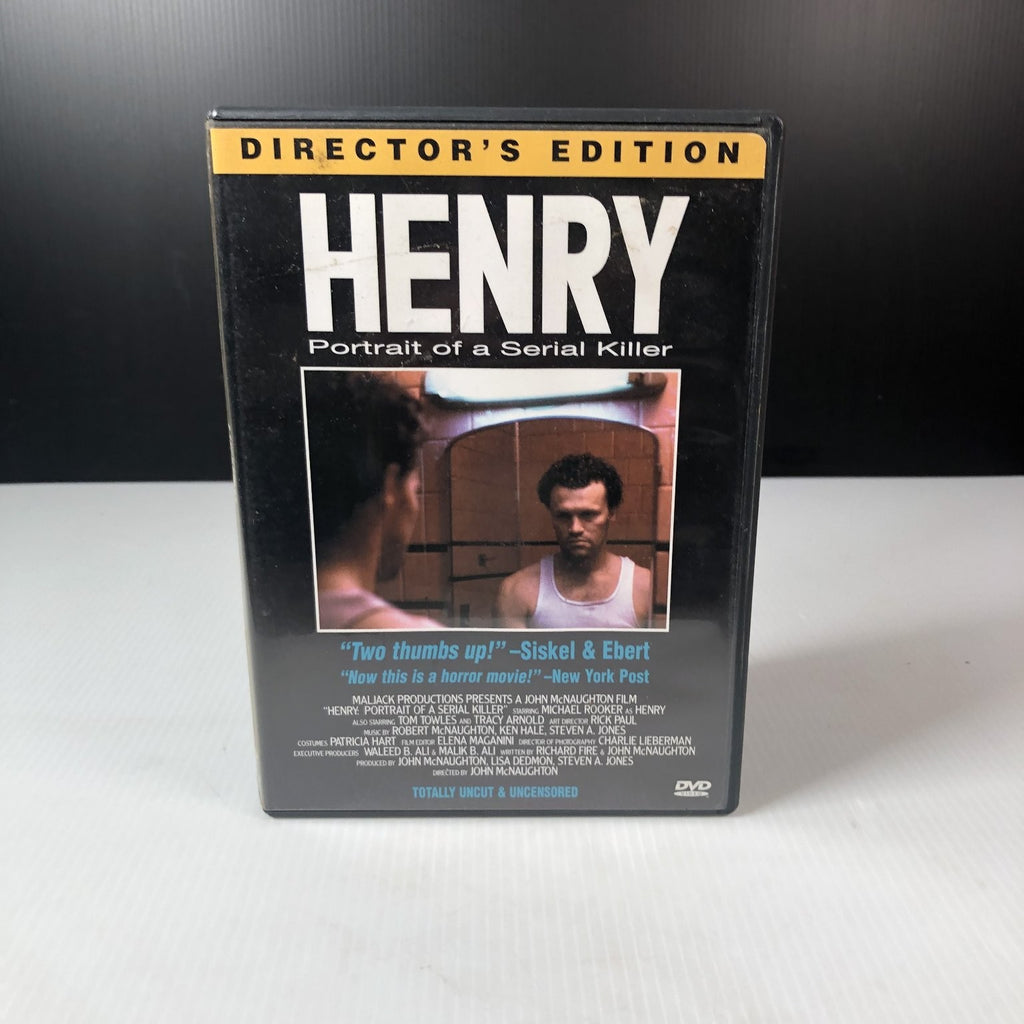 DIRECTOR'S EDITION
HENRY
Portrait of a Serial Killer
"Two thumbs up!" –Siskel & Ebert
"Now this is a horror movie!" –New York Post
MALJACK PRODUCTIONS PRESENTS A JOHN McNAUGHTON FILM
"HENRY: PORTRAIT OF A SERIAL KILLER" STARRING MICHAEL ROOKER AS HENRY
ALSO STARRING TOM TOWLES AND TRACY ARNOLD ART DIRECTOR RICK PAUL
MUSIC BY ROBERT McNAUGHTON, KEN HALE, STEVEN A. JONES
COSTUMES PATRICIA HART FILM EDITOR ELENA MAGANINI DIRECTOR OF PHOTOGRAPHY CHARLIE LIEBERMAN
EXECUTIVE PRODUCERS WALEED B. ALI & MALIK B. ALI WRITTEN BY RICHARD FIRE & JOHN McNAUGHTON
PRODUCED BY JOHN McNAUGHTON, LISA DEDMON, STEVEN A. JONES
DIRECTED BY JOHN McNAUGHTON
TOTALLY UNCUT & UNCENSORED
DVD
VIDEO